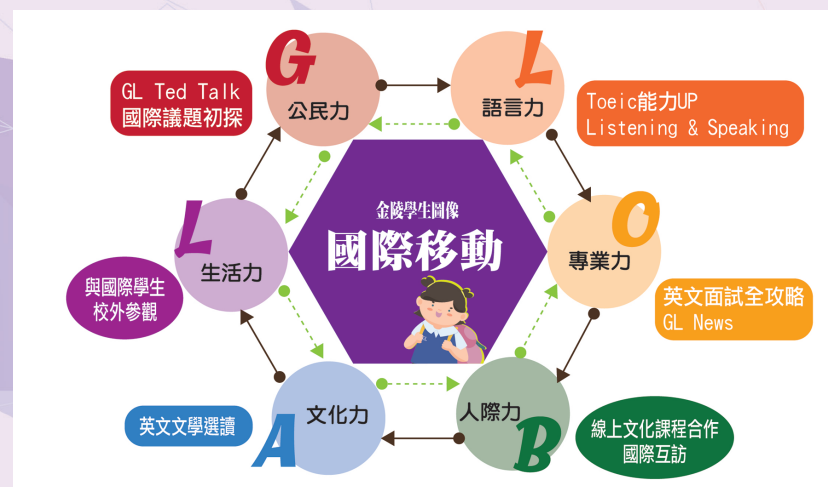 G
公民力
GL Ted Talk
國際議題初探
L
語言力
Toeic能力UP
Listening & Speaking
O
專業力
英文面試全攻略
GL News
B
人際力
線上文化課程合作
國際互訪
A
文化力
英文文學選讀
L
生活力
與國際學生
校外參觀
金陵學生圖像
國際移動